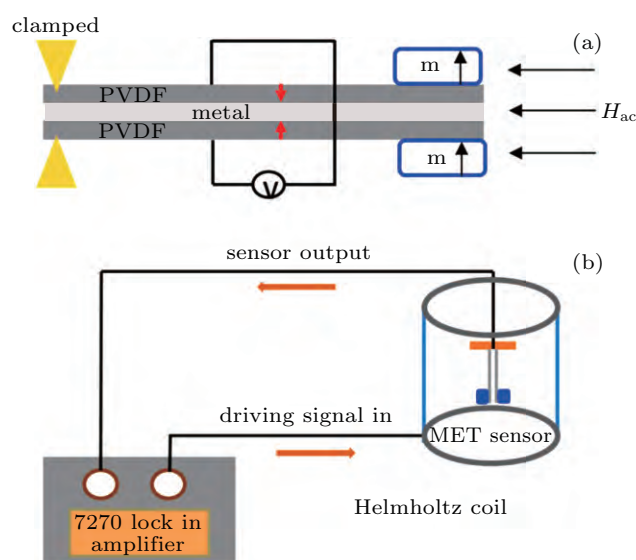 clamped
(a)
m
PVDF
metal
H_ac
PVDF
m
V
sensor output
(b)
driving signal in
MET sensor
7270 lock in
amplifier
Helmholtz coil